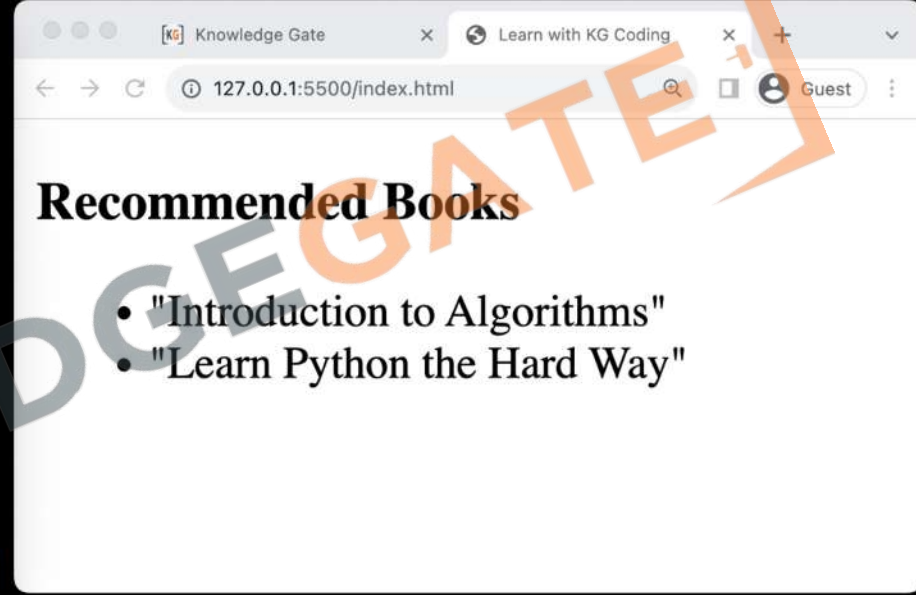 KG Knowledge Gate
Learn with KG Coding
127.0.0.1:5500/index.html
Guest
Recommended Books
"Introduction to Algorithms"
"Learn Python the Hard Way"
DGEGATE